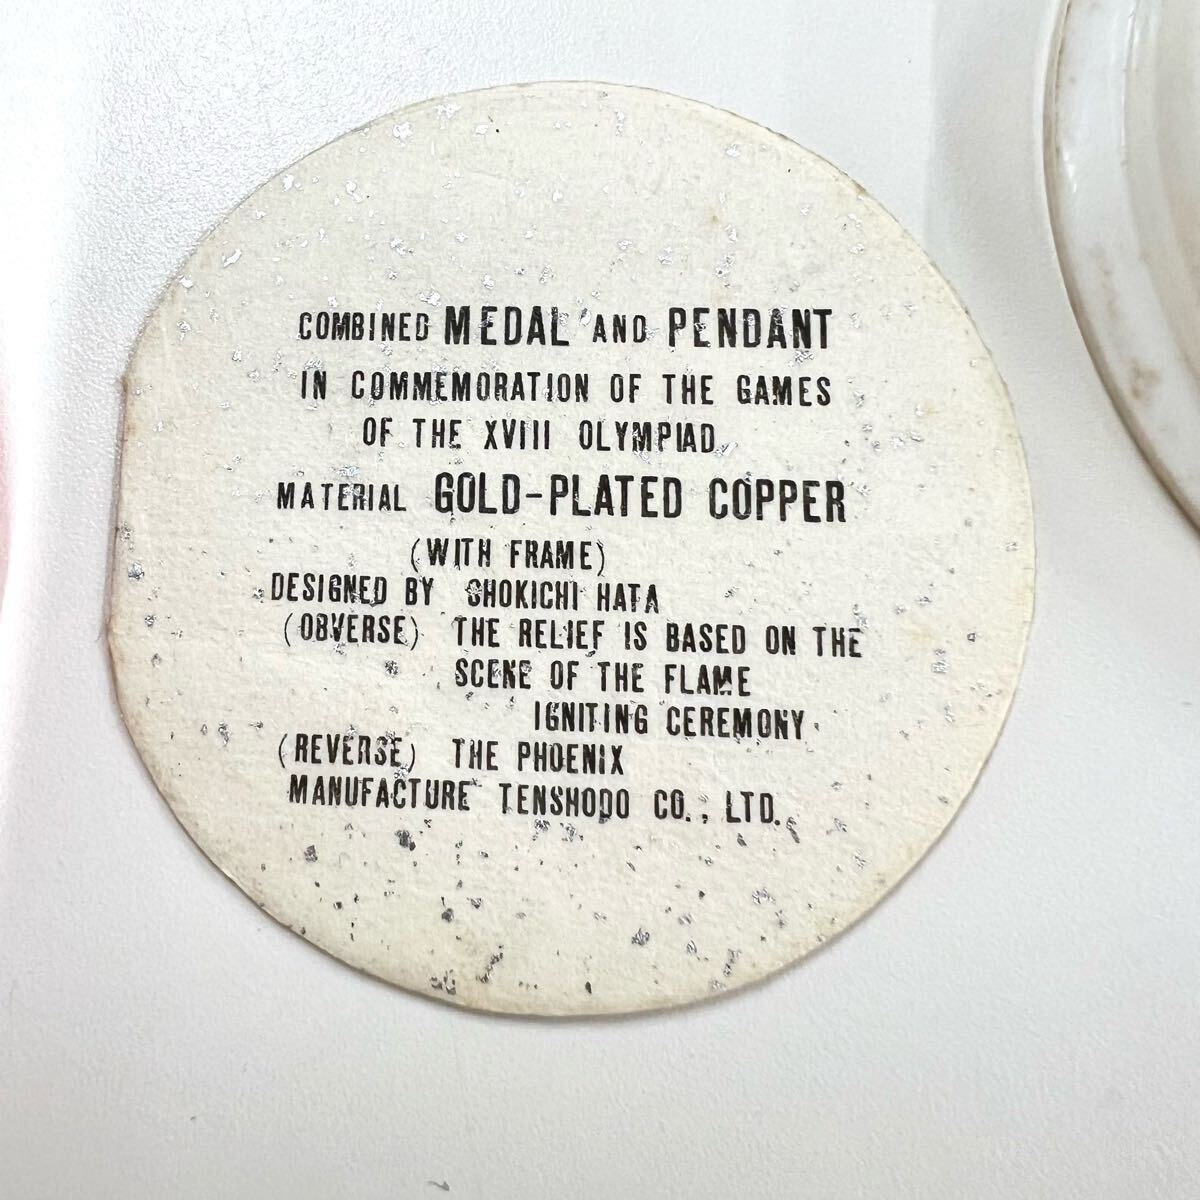 COMBINED MEDAL AND PENDANT
IN COMMEMORATION OF THE GAMES
OF THE XVIII OLYMPIAD
MATERIAL GOLD-PLATED COPPER
(WITH FRAME)
DESIGNED BY SHOKICHI HATA
(OBVERSE) THE RELIEF IS BASED ON THE
SCENE OF THE FLAME
IGNITING CEREMONY
(REVERSE) THE PHOENIX
MANUFACTURE TENSHODO CO., LTD.